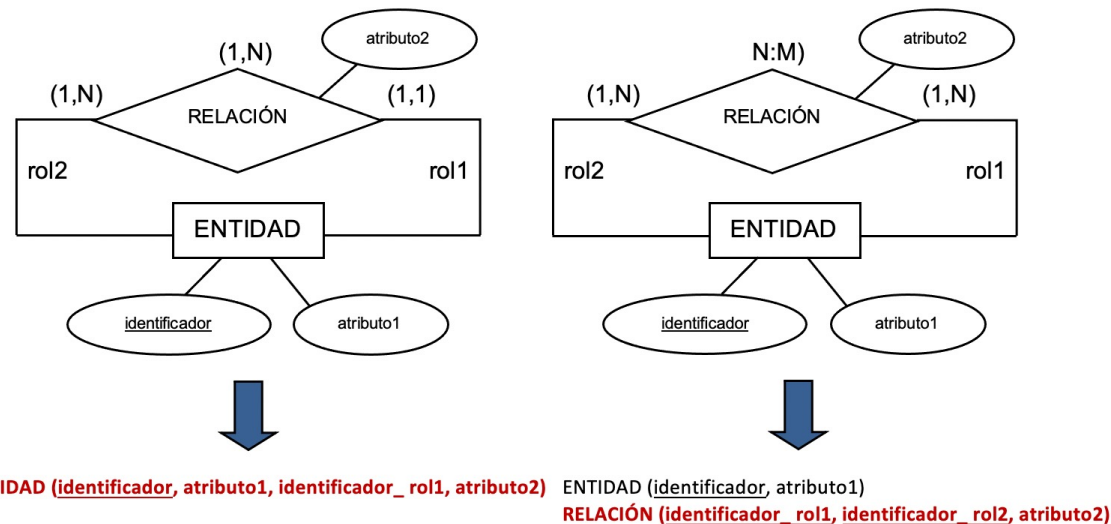 atributo2
(1,N)
(1,N)
(1,1)
RELACIÓN
rol2
rol1
ENTIDAD
identificador
atributo1
IDAD (identificador, atributo1, identificador_ rol1, atributo2)
atributo2
N:M)
(1,N)
(1,N)
RELACIÓN
rol2
rol1
ENTIDAD
identificador
atributo1
ENTIDAD (identificador, atributo1)
RELACIÓN (identificador_ rol1, identificador_ rol2, atributo2)